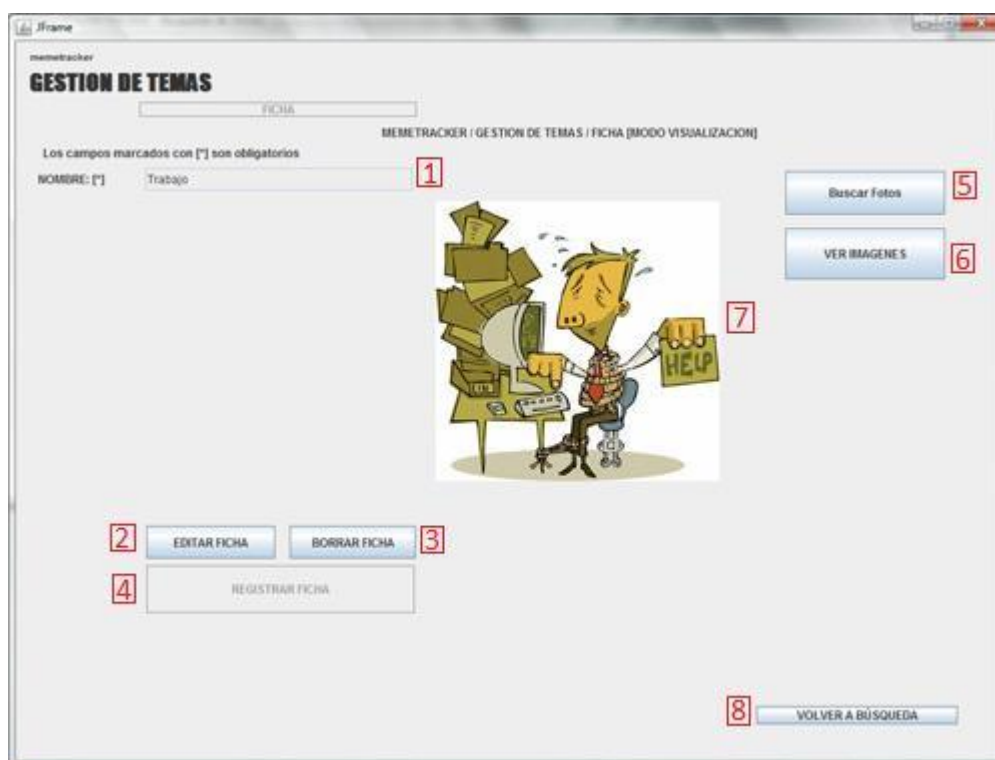 JFrame
memetracker
GESTION DE TEMAS
FICHA
MEMETRACKER / GESTION DE TEMAS / FICHA [MODO VISUALIZACION]
Los campos marcados con [*] son obligatorios
NOMBRE: [*] Trabajo 1
Buscar Fotos 5
VER IMAGENES 6
7
HELP
2 EDITAR FICHA BORRAR FICHA 3
4 REGISTRAR FICHA
8 VOLVER A BÚSQUEDA